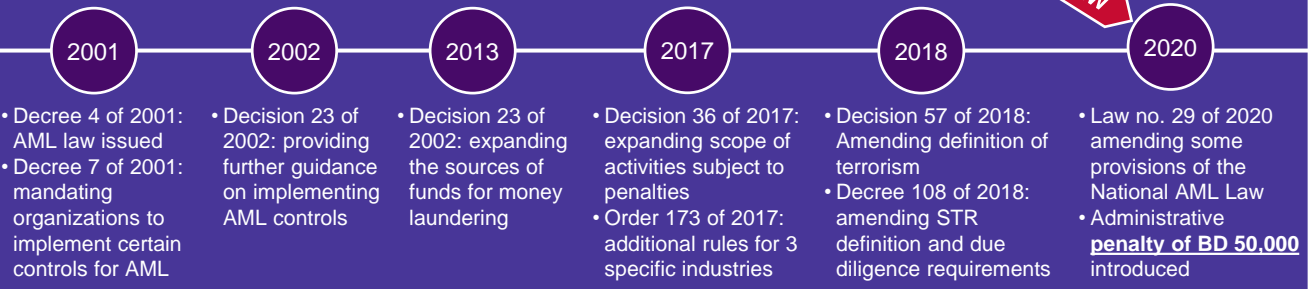 2001
2002
2013
2017
2018
2020
• Decree 4 of 2001:
AML law issued
• Decree 7 of 2001:
mandating
organizations to
implement certain
controls for AML
• Decision 23 of
2002: providing
further guidance
on implementing
AML controls
• Decision 23 of
2002: expanding
the sources of
funds for money
laundering
• Decision 36 of 2017:
expanding scope of
activities subject to
penalties
• Order 173 of 2017:
additional rules for 3
specific industries
• Decision 57 of 2018:
Amending definition of
terrorism
• Decree 108 of 2018:
amending STR
definition and due
diligence requirements
• Law no. 29 of 2020
amending some
provisions of the
National AML Law
• Administrative
penalty of BD 50,000
introduced